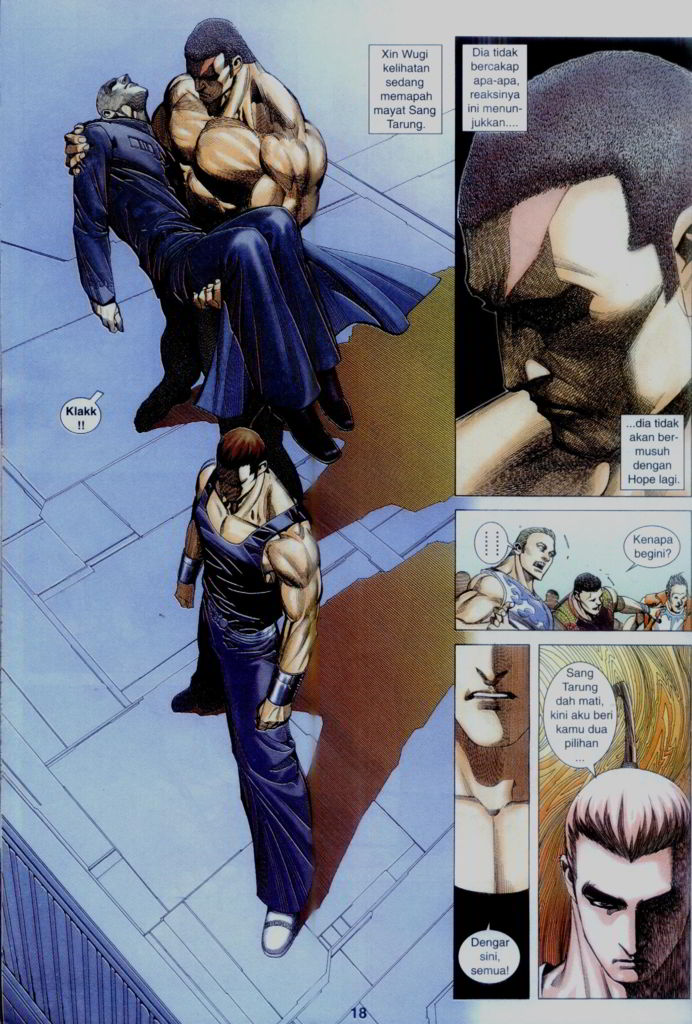 Xin Wugi
kelihatan
sedang
memapah
mayat Sang
Tarung.
Dia tidak
bercakap
apa-apa,
reaksinya
ini menun-
jukkan....
...dia tidak
akan ber-
musuh
dengan
Hope lagi.
Klakk
!!
Kenapa
begini?
Dengar
sini,
semua!
Sang
Tarung
dah mati,
kini aku beri
kamu dua
pilihan
...
18